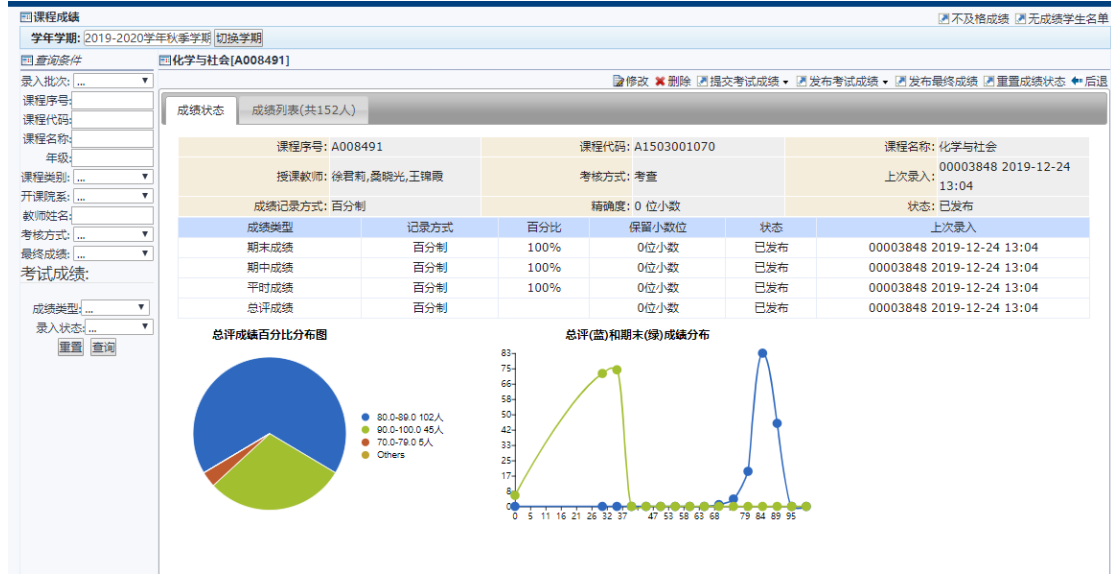 课程成绩
不及格成绩 无成绩学生名单
学年学期: 2019-2020学年秋季学期 切换学期
查询条件
化学与社会[A008491]
录入批次: ...
修改 删除 提交考试成绩 发布考试成绩 发布最终成绩 重置成绩状态 后退
课程序号:
课程代码:
课程名称:
年级:
课程类别: ...
开课院系: ...
教师姓名:
考核方式: ...
最终成绩: ...
考试成绩:
成绩类型: ...
录入状态: ...
重置 查询
成绩状态 成绩列表(共152人)
课程序号: A008491 课程代码: A1503001070 课程名称: 化学与社会
授课教师: 徐君莉,桑晓光,王锦霞 考核方式: 考查 上次录入: 00003848 2019-12-24
13:04
成绩记录方式: 百分制 精确度: 0 位小数 状态: 已发布
成绩类型 记录方式 百分比 保留小数位 状态 上次录入
期末成绩 百分制 100% 0位小数 已发布 00003848 2019-12-24 13:04
期中成绩 百分制 100% 0位小数 已发布 00003848 2019-12-24 13:04
平时成绩 百分制 100% 0位小数 已发布 00003848 2019-12-24 13:04
总评成绩 百分制 0位小数 已发布 00003848 2019-12-24 13:04
总评成绩百分比分布图
80.0-89.0 102人
90.0-100.0 45人
70.0-79.0 5人
Others
总评(蓝)和期末(绿)成绩分布
83
75
66
58
50
42
33
25
17
8
0
0 5 11 16 21 26 32 37 47 53 58 63 68 79 84 89 95